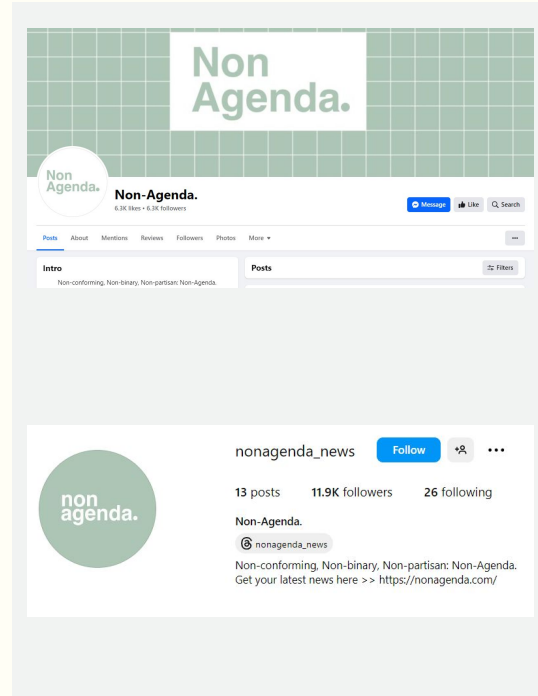 Non
Agenda.
Non
Agenda.
Non-Agenda.
6.3K likes • 6.3K followers
Message
Like
Search
Posts
About
Mentions
Reviews
Followers
Photos
More
Intro
Posts
Filters
Non-conforming, Non-binary, Non-partisan: Non-Agenda.
non
agenda.
nonagenda_news
Follow
13 posts
11.9K followers
26 following
Non-Agenda.
nonagenda_news
Non-conforming, Non-binary, Non-partisan: Non-Agenda.
Get your latest news here >> https://nonagenda.com/